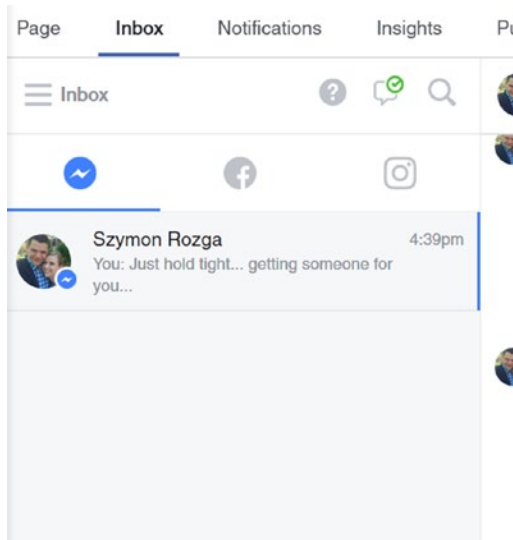 Page Inbox Notifications Insights
Inbox
Szymon Rozga 4:39pm
You: Just hold tight... getting someone for
you...